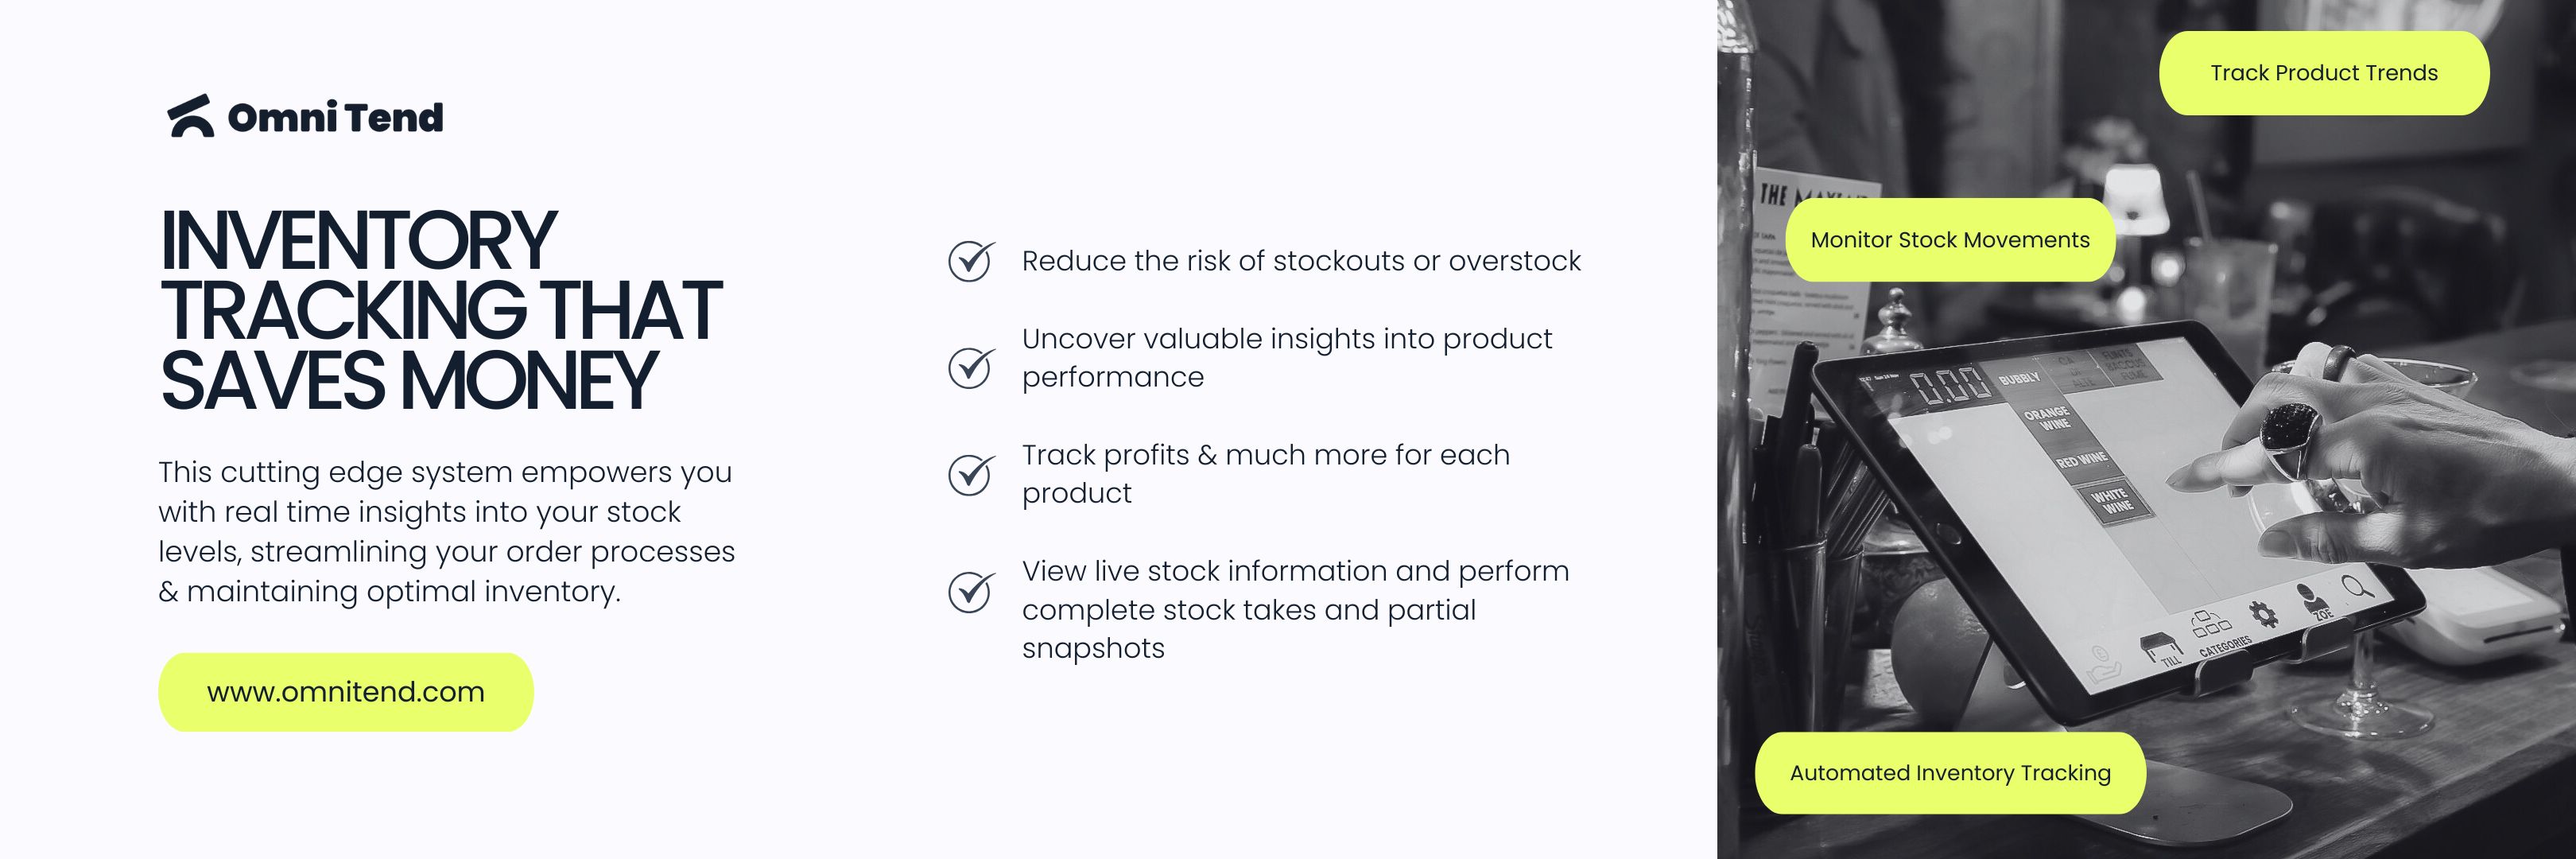 Omni Tend
INVENTORY
TRACKING THAT
SAVES MONEY
This cutting edge system empowers you
with real time insights into your stock
levels, streamlining your order processes
& maintaining optimal inventory.
www.omnitend.com
Reduce the risk of stockouts or overstock
Uncover valuable insights into product
performance
Track profits & much more for each
product
View live stock information and perform
complete stock takes and partial
snapshots
Track Product Trends
THE
Monitor Stock Movements
0.00
BUBBLY
ORANGE
WINE
RED WINE
WHITE
WINE
TILL
CATEGORIES
ZOE
Automated Inventory Tracking